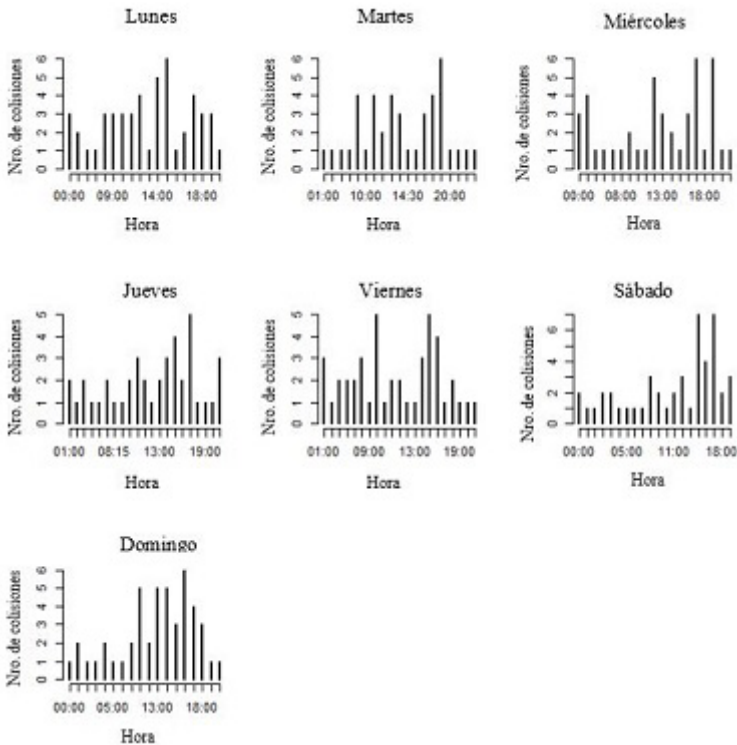 Lunes
Nro. de colisiones
0 1 2 3 4 5 6
00:00 09:00 14:00 18:00
Hora
Martes
Nro. de colisiones
0 1 2 3 4 5 6
01:00 10:00 14:30 20:00
Hora
Miércoles
Nro. de colisiones
0 1 2 3 4 5 6
00:00 08:00 13:00 18:00
Hora
Jueves
Nro. de colisiones
0 1 2 3 4 5
01:00 08:15 13:00 19:00
Hora
Viernes
Nro. de colisiones
0 1 2 3 4 5
01:00 09:00 19:00
Hora
Sábado
Nro. de colisiones
0 2 4 6
00:00 05:00 11:00 18:00
Hora
Domingo
Nro. de colisiones
0 1 2 3 4 5 6
00:00 05:00 13:00 18:00
Hora